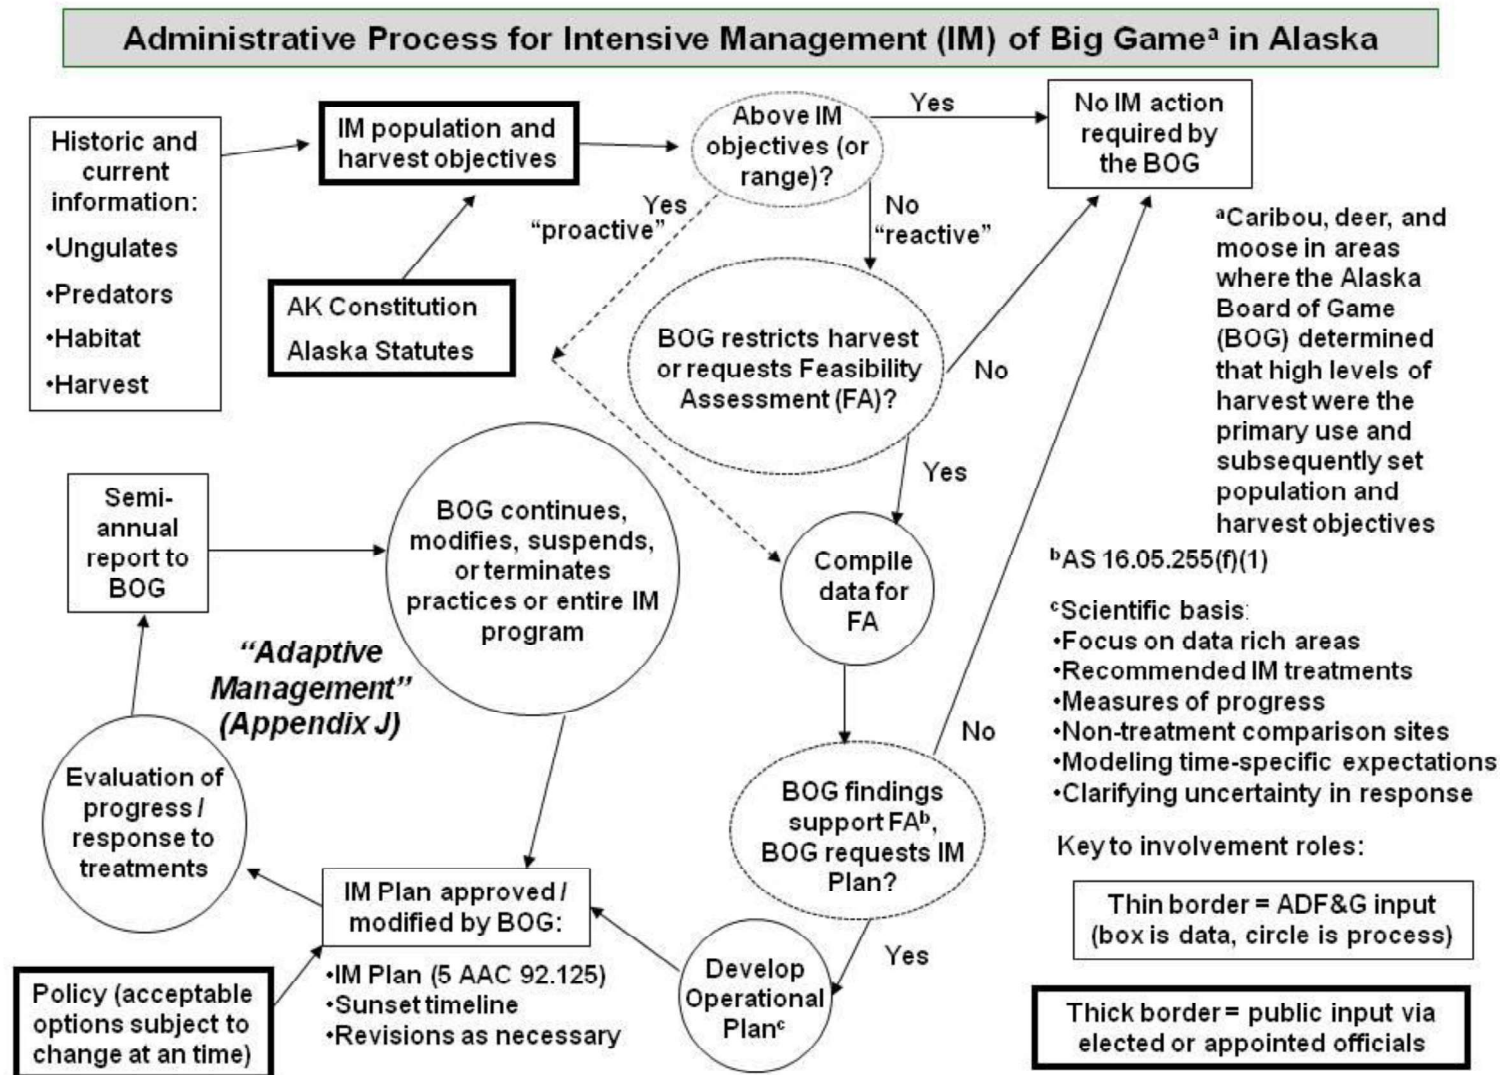 Administrative Process for Intensive Management (IM) of Big Gameᵃ in Alaska
Historic and
current
information:
•Ungulates
•Predators
•Habitat
•Harvest
IM population and
harvest objectives
AK Constitution
Alaska Statutes
Above IM
objectives (or
range)?
Yes
No IM action
required by
the BOG
Yes
"proactive"
No
"reactive"
BOG restricts harvest
or requests Feasibility
Assessment (FA)?
No
Yes
ᵃCaribou, deer, and
moose in areas
where the Alaska
Board of Game
(BOG) determined
that high levels of
harvest were the
primary use and
subsequently set
population and
harvest objectives
ᵇAS 16.05.255(f)(1)
ᶜScientific basis:
•Focus on data rich areas
•Recommended IM treatments
•Measures of progress
•Non-treatment comparison sites
•Modeling time-specific expectations
•Clarifying uncertainty in response
Compile
data for
FA
BOG findings
support FAᵇ,
BOG requests IM
Plan?
No
Yes
Develop
Operational
Planᶜ
Semi-
annual
report to
BOG
BOG continues,
modifies, suspends,
or terminates
practices or entire IM
program
"Adaptive
Management"
(Appendix J)
Evaluation of
progress /
response to
treatments
IM Plan approved /
modified by BOG:
•IM Plan (5 AAC 92.125)
•Sunset timeline
•Revisions as necessary
Policy (acceptable
options subject to
change at an time)
Key to involvement roles:
Thin border = ADF&G input
(box is data, circle is process)
Thick border = public input via
elected or appointed officials